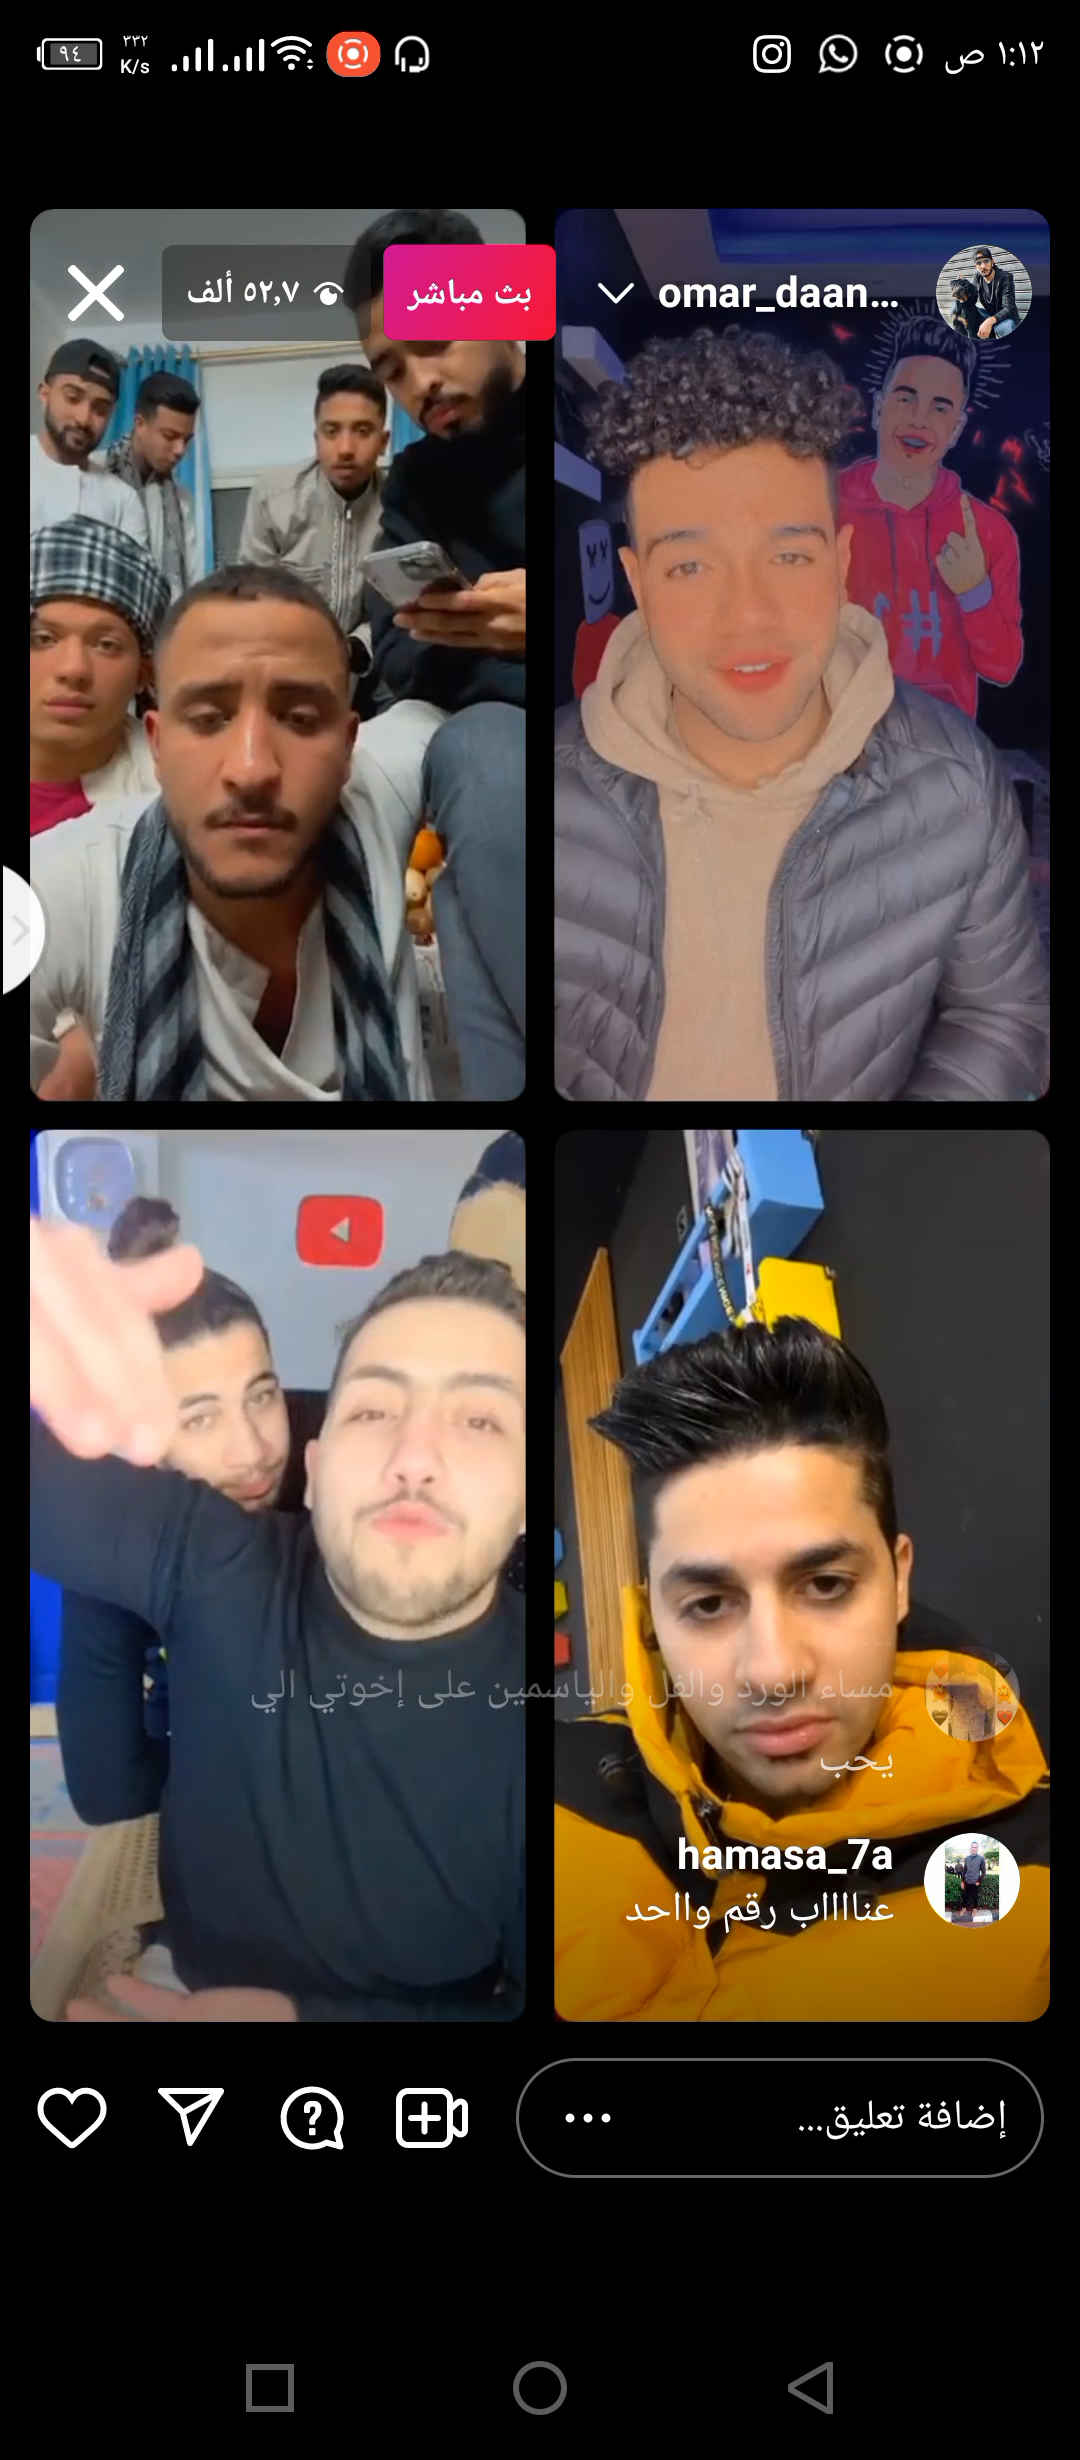 ١:١٢ ص
٣٣٢
K/s
٩٤
omar_daan...
بث مباشر
٥٢,٧ ألف
#
مساء الورد والفل والياسمين على إخوتي الي
يحب
hamasa_7a
عنااااب رقم وااحد
إضافة تعليق...